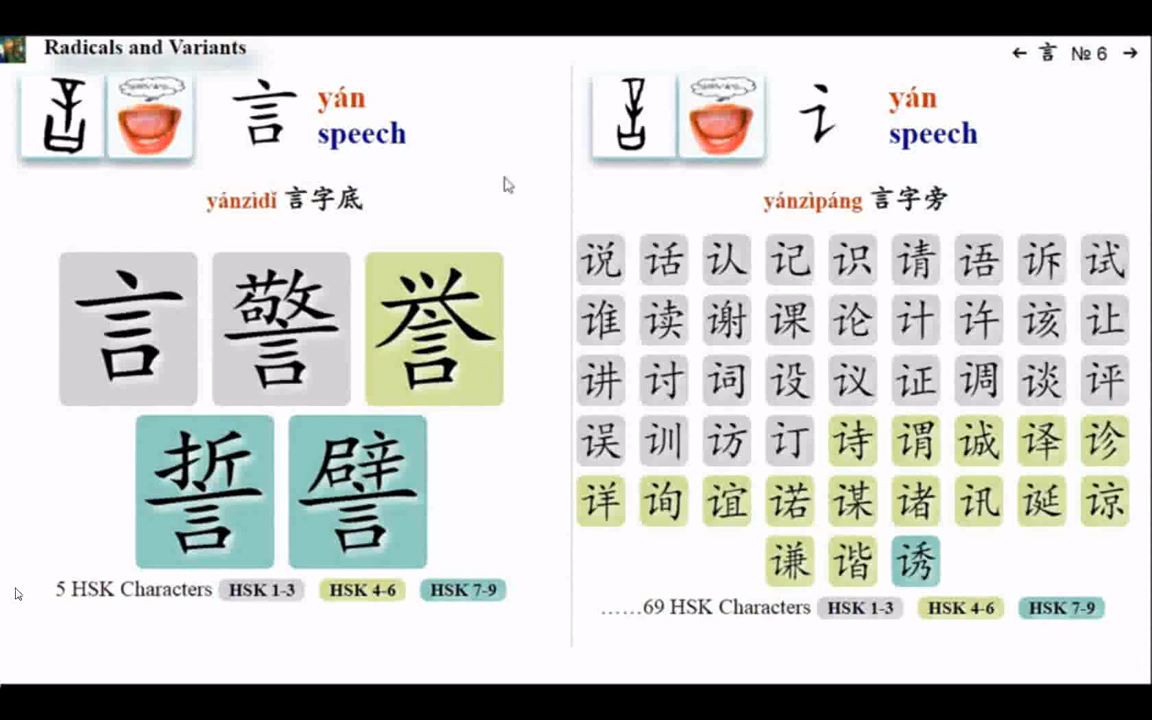 Radicals and Variants
← 言 № 6 →
言 yán
speech
yánzìdǐ 言字底
言 警 誉
誓 譬
5 HSK Characters HSK 1-3 HSK 4-6 HSK 7-9
讠 yán
speech
yánzìpáng 言字旁
说 话 认 记 识 请 语 诉 试
谁 读 谢 课 论 计 许 该 让
讲 讨 词 设 议 证 调 谈 评
误 训 访 订 诗 谓 诚 译 诊
详 询 谊 诺 谋 诸 讯 诞 谅
谦 谐 诱
......69 HSK Characters HSK 1-3 HSK 4-6 HSK 7-9